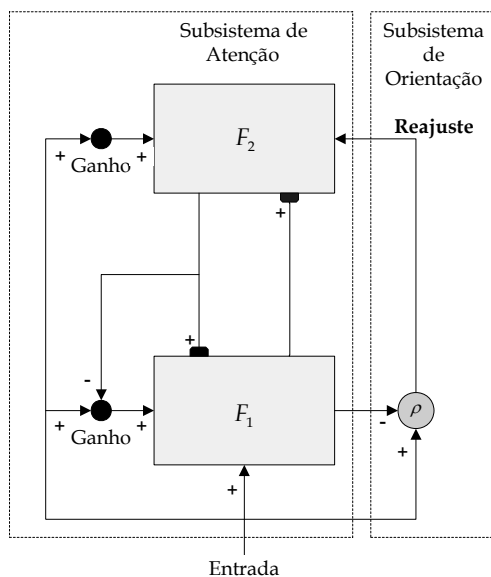 Subsistema de
Atenção
Subsistema
de
Orientação
Reajuste
F2
+
+
Ganho
+
+
-
F1
+
+
Ganho
-
ρ
+
+
Entrada